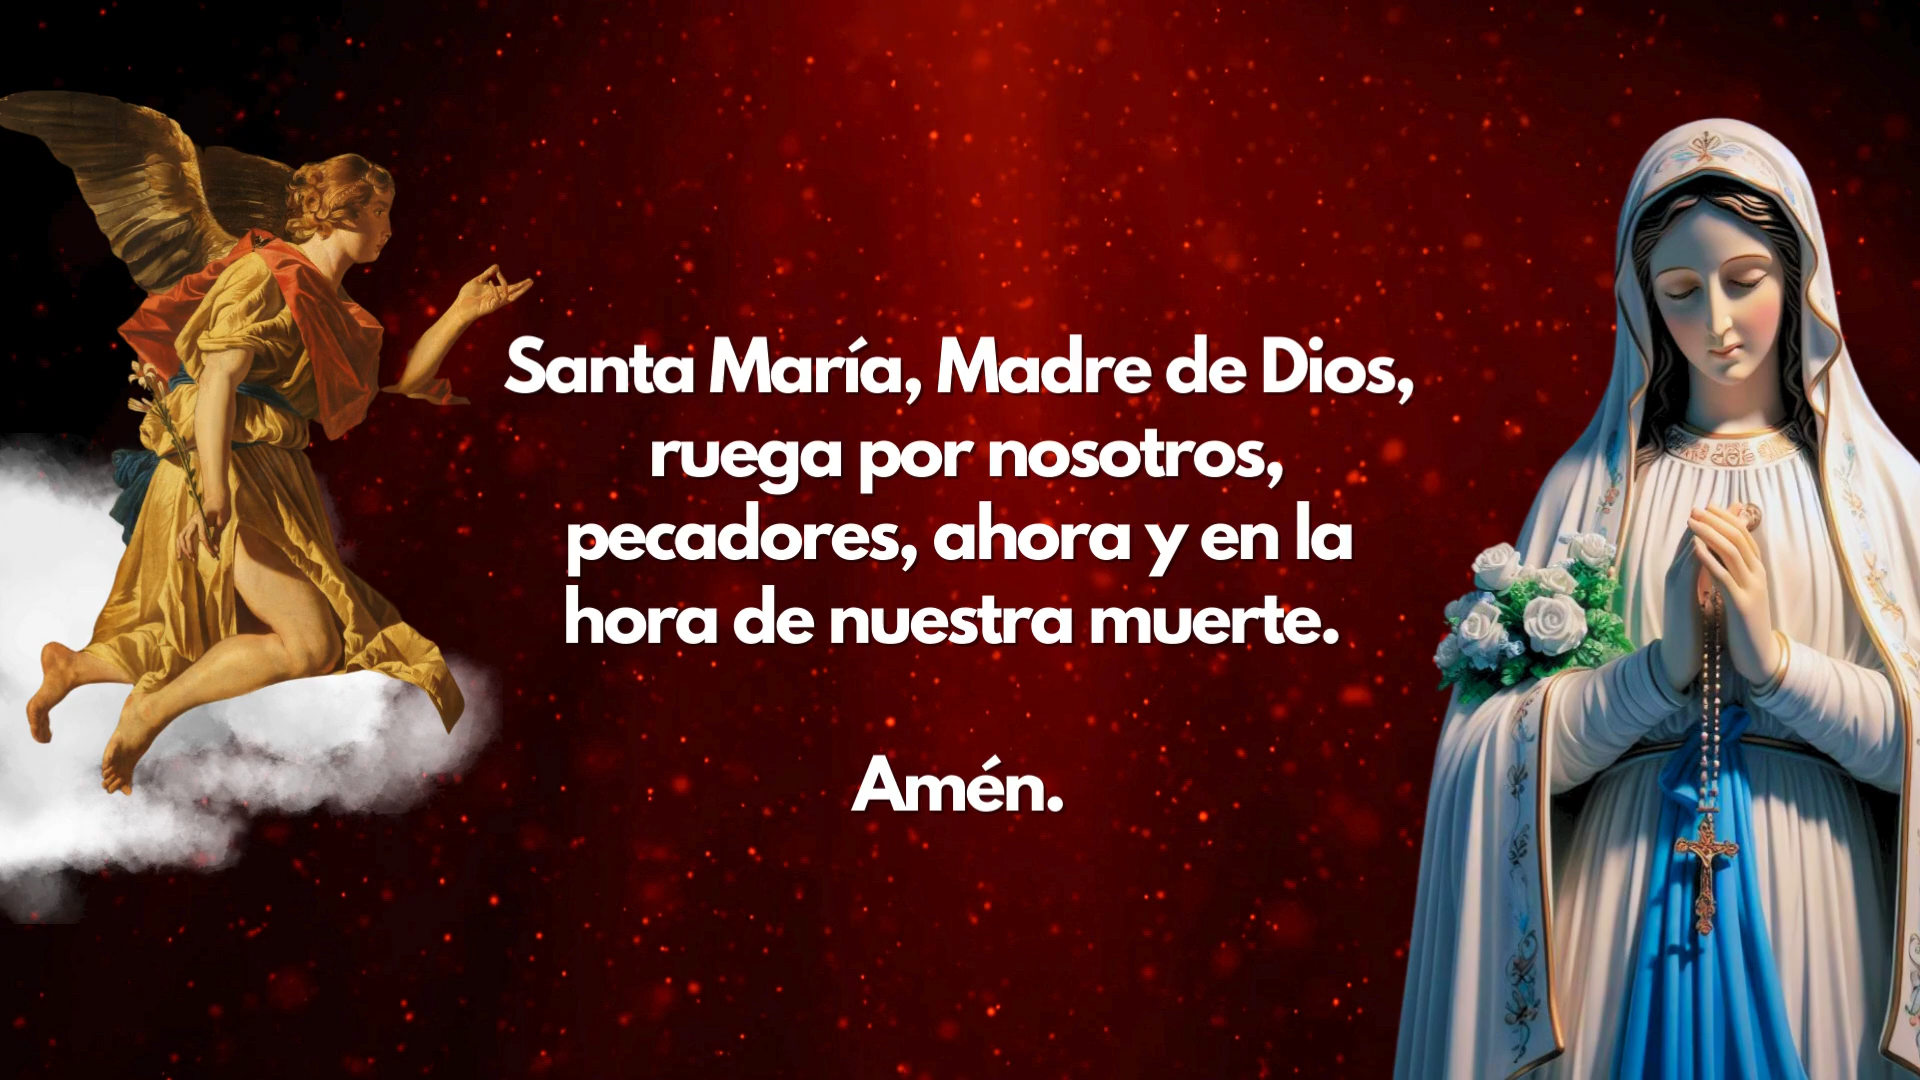 Santa María, Madre de Dios,
ruega por nosotros,
pecadores, ahora y en la
hora de nuestra muerte.
Amén.